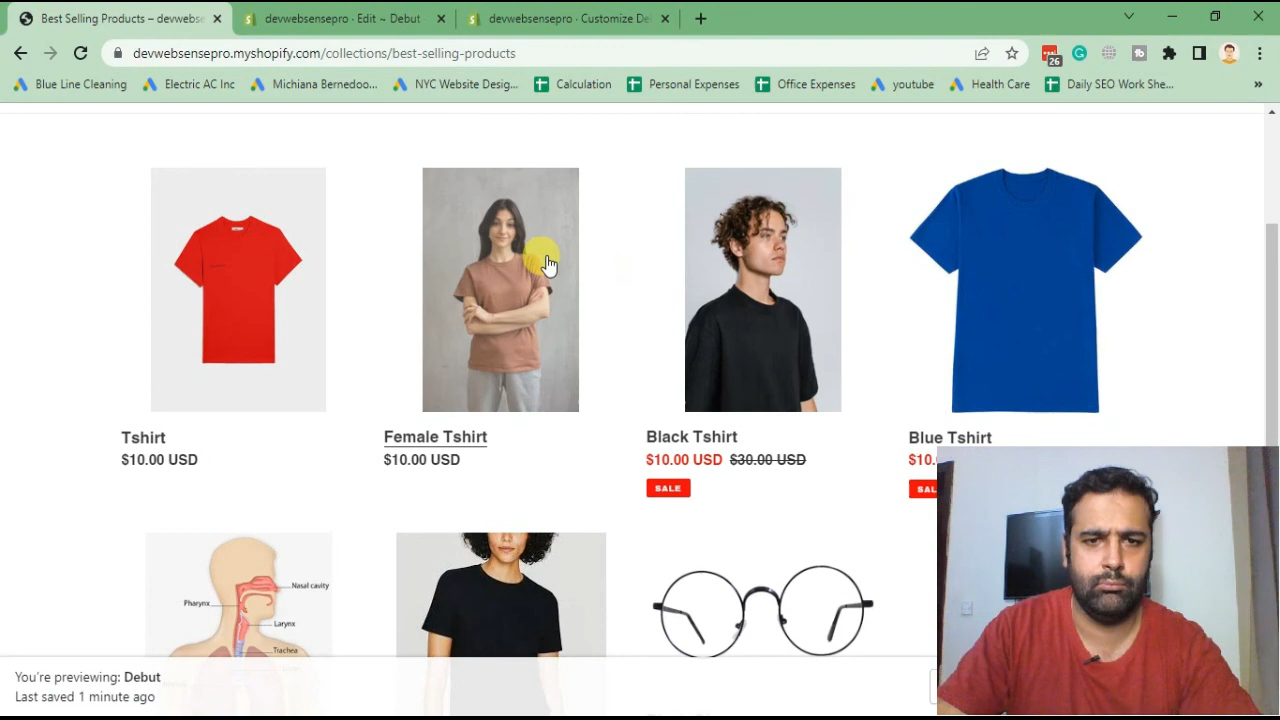 Best Selling Products – devwebse
devwebsensepro · Edit ~ Debut
devwebsensepro · Customize De
devwebsensepro.myshopify.com/collections/best-selling-products
26
Blue Line Cleaning
Electric AC Inc
Michiana Bernedoo...
NYC Website Desig...
Calculation
Personal Expenses
Office Expenses
youtube
Health Care
Daily SEO Work She...
Tshirt
$10.00 USD
Female Tshirt
$10.00 USD
Black Tshirt
$10.00 USD $30.00 USD
SALE
Blue Tshirt
$10.
SAL
Nasal cavity
Pharynx
Larynx
Trachea
You're previewing: Debut
Last saved 1 minute ago